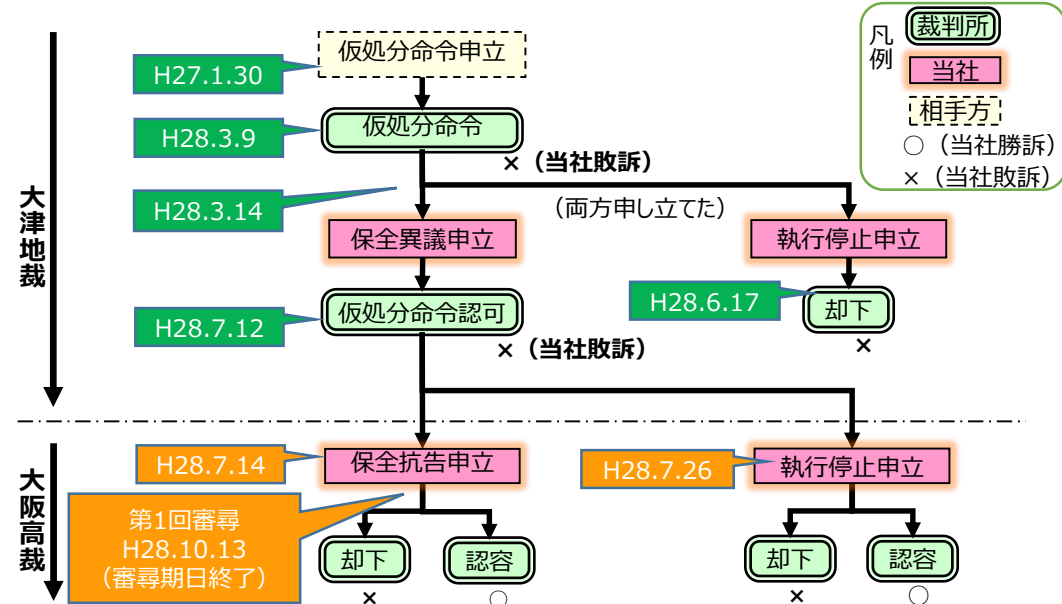 凡例
裁判所
当社
相手方
○（当社勝訴）
×（当社敗訴）
大津地裁
仮処分命令申立
H27.1.30
H28.3.9
仮処分命令
×（当社敗訴）
H28.3.14
（両方申し立てた）
保全異議申立
執行停止申立
H28.7.12
仮処分命令認可
×（当社敗訴）
H28.6.17
却下
×
大阪高裁
H28.7.14
保全抗告申立
H28.7.26
執行停止申立
第1回審尋
H28.10.13
（審尋期日終了）
却下
認容
却下
認容
×
○
×
○